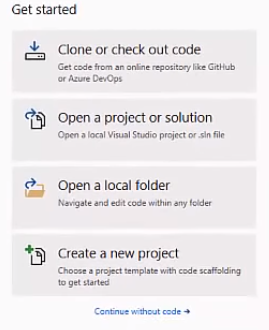 Get started
Clone or check out code
Get code from an online repository like GitHub
or Azure DevOps
Open a project or solution
Open a local Visual Studio project or .sln file
Open a local folder
Navigate and edit code within any folder
Create a new project
Choose a project template with code scaffolding
to get started
Continue without code →